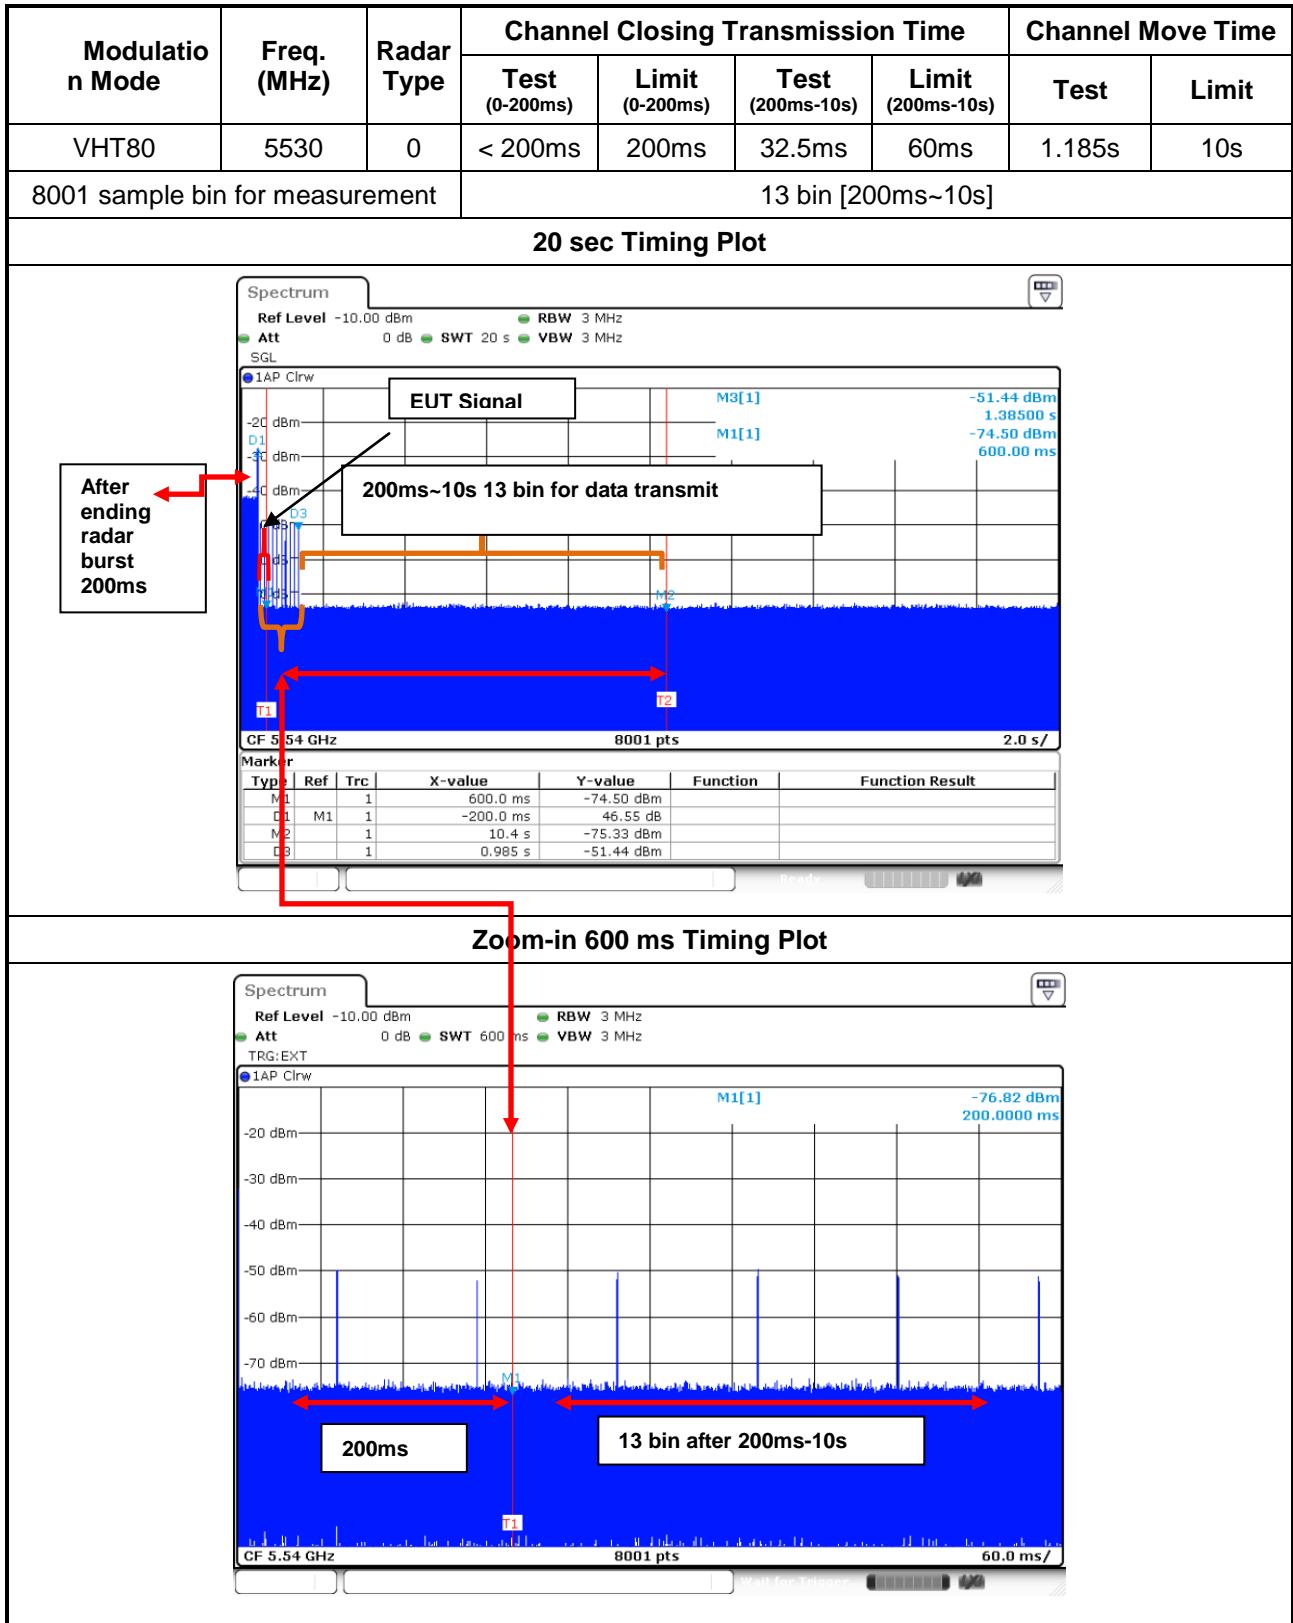 Modulatio
n Mode
Freq.
(MHz)
Radar
Type
Channel Closing Transmission Time
Channel Move Time
Test
(0-200ms)
Limit
(0-200ms)
Test
(200ms-10s)
Limit
(200ms-10s)
Test
Limit
VHT80 5530 0 < 200ms 200ms 32.5ms 60ms 1.185s 10s
8001 sample bin for measurement 13 bin [200ms~10s]
20 sec Timing Plot
Spectrum
Ref Level -10.00 dBm RBW 3 MHz
Att 0 dB SWT 20 s VBW 3 MHz
SGL
1AP Clrw
EUT Signal
M3[1] -51.44 dBm
1.38500 s
M1[1] -74.50 dBm
600.00 ms
-20 dBm
D1
-30 dBm
-40 dBm
D3
After
ending
radar
burst
200ms
200ms~10s 13 bin for data transmit
M2
T1
T2
CF 5.54 GHz 8001 pts 2.0 s/
Marker
Type Ref Trc X-value Y-value Function Function Result
M1 1 600.0 ms -74.50 dBm
D1 M1 1 -200.0 ms 46.55 dB
M2 1 10.4 s -75.33 dBm
D3 1 0.985 s -51.44 dBm
Ready
Zoom-in 600 ms Timing Plot
Spectrum
Ref Level -10.00 dBm RBW 3 MHz
Att 0 dB SWT 600 ms VBW 3 MHz
TRG:EXT
1AP Clrw
M1[1] -76.82 dBm
200.0000 ms
-20 dBm
-30 dBm
-40 dBm
-50 dBm
-60 dBm
-70 dBm
M1
200ms
13 bin after 200ms-10s
T1
CF 5.54 GHz 8001 pts 60.0 ms/
Wait for Trigger